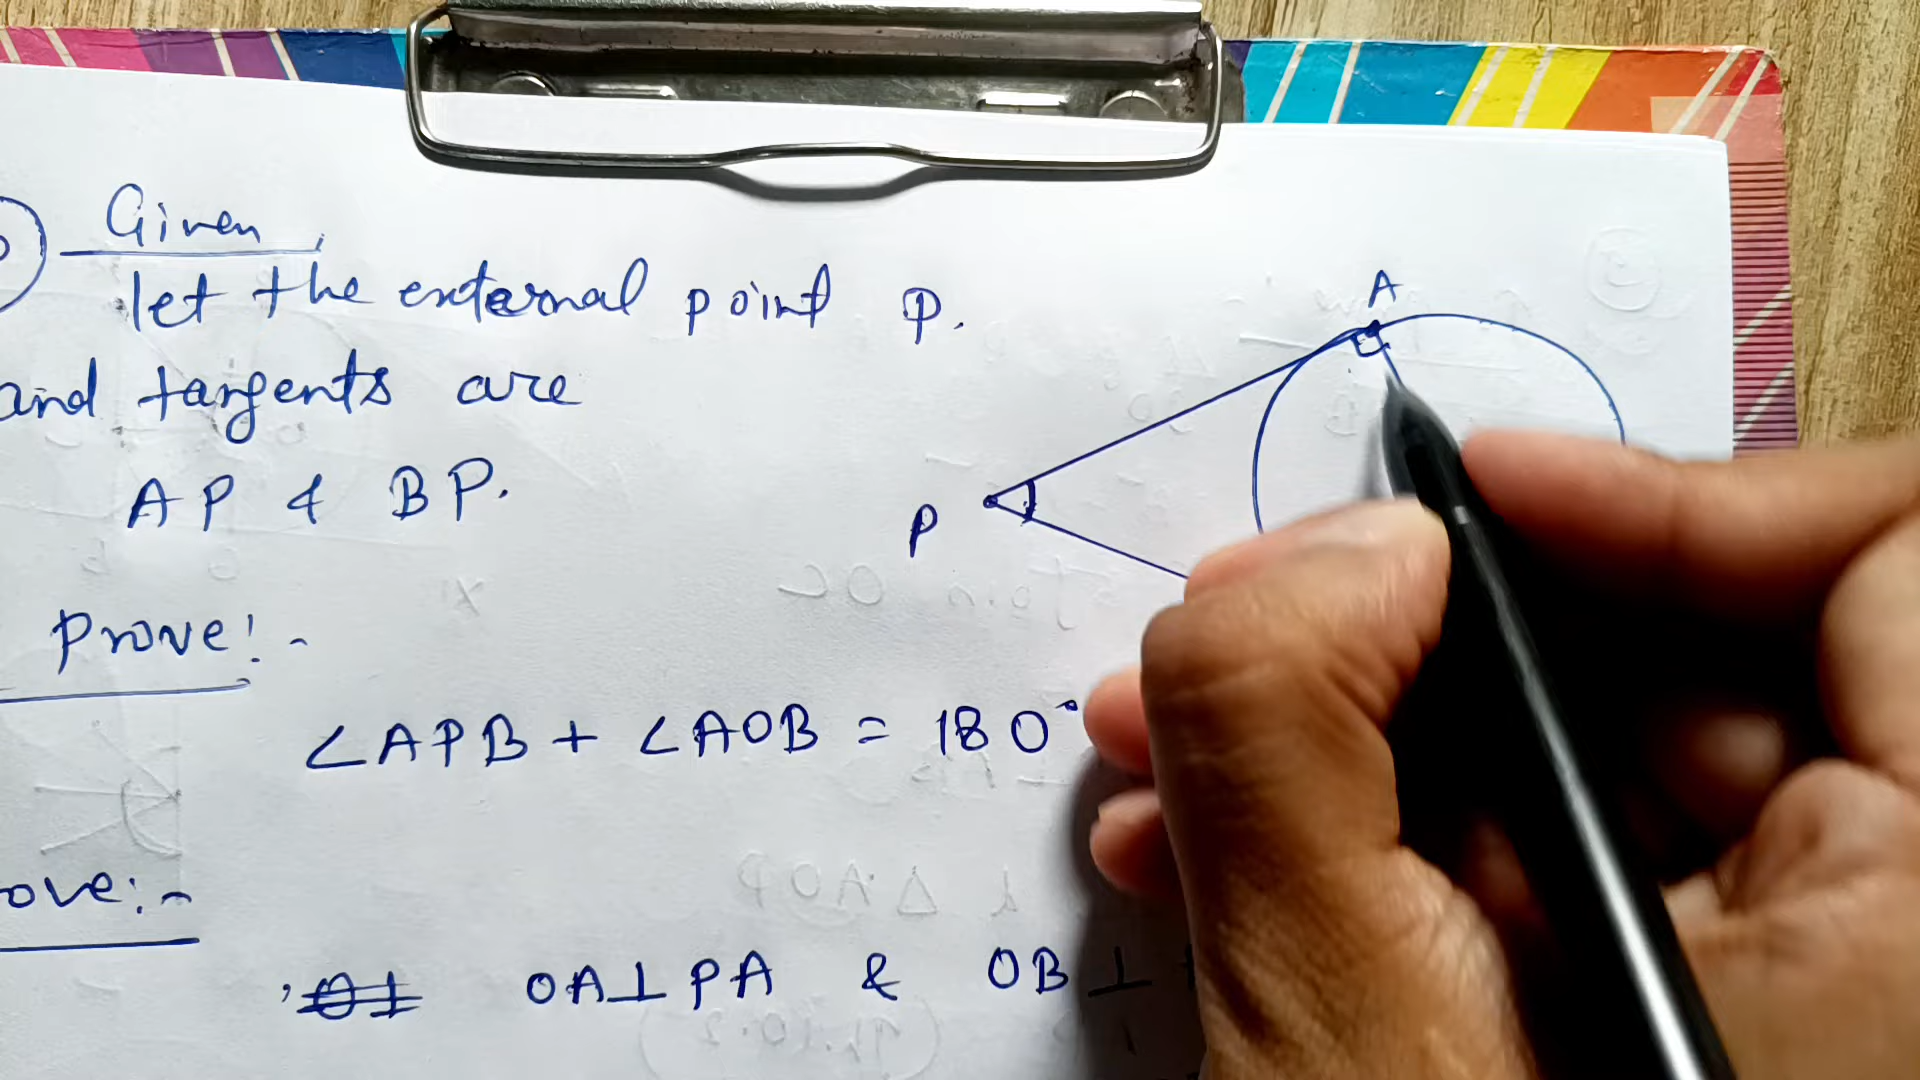 Given
let the external point P.
and tangents are
AP & BP.
A
P
Prove:-
∠APB + ∠AOB = 180°
ove:-
OA⊥PA & OB⊥